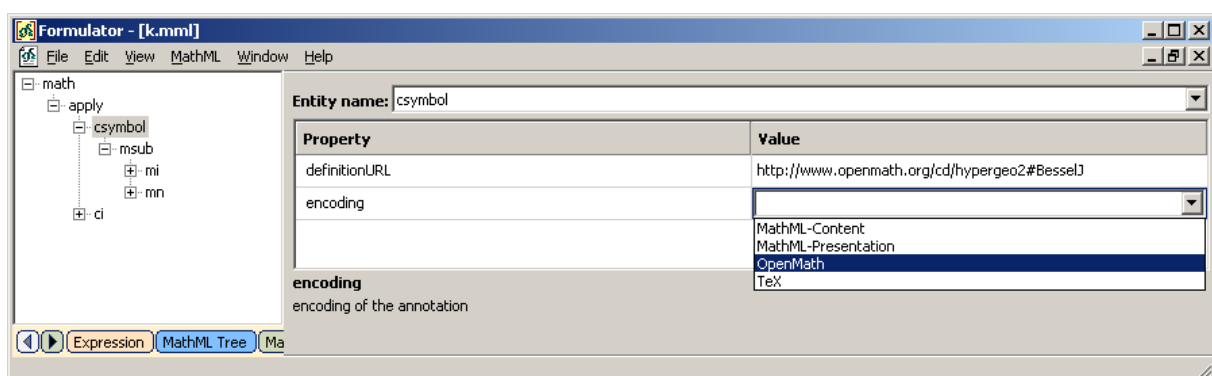 Formulator - [k.mml]
File Edit View MathML Window Help
math
apply
csymbol
msub
mi
mn
ci
Entity name: csymbol
Property Value
definitionURL http://www.openmath.org/cd/hypergeo2#BesselJ
encoding
MathML-Content
MathML-Presentation
OpenMath
TeX
encoding
encoding of the annotation
Expression MathML Tree Ma